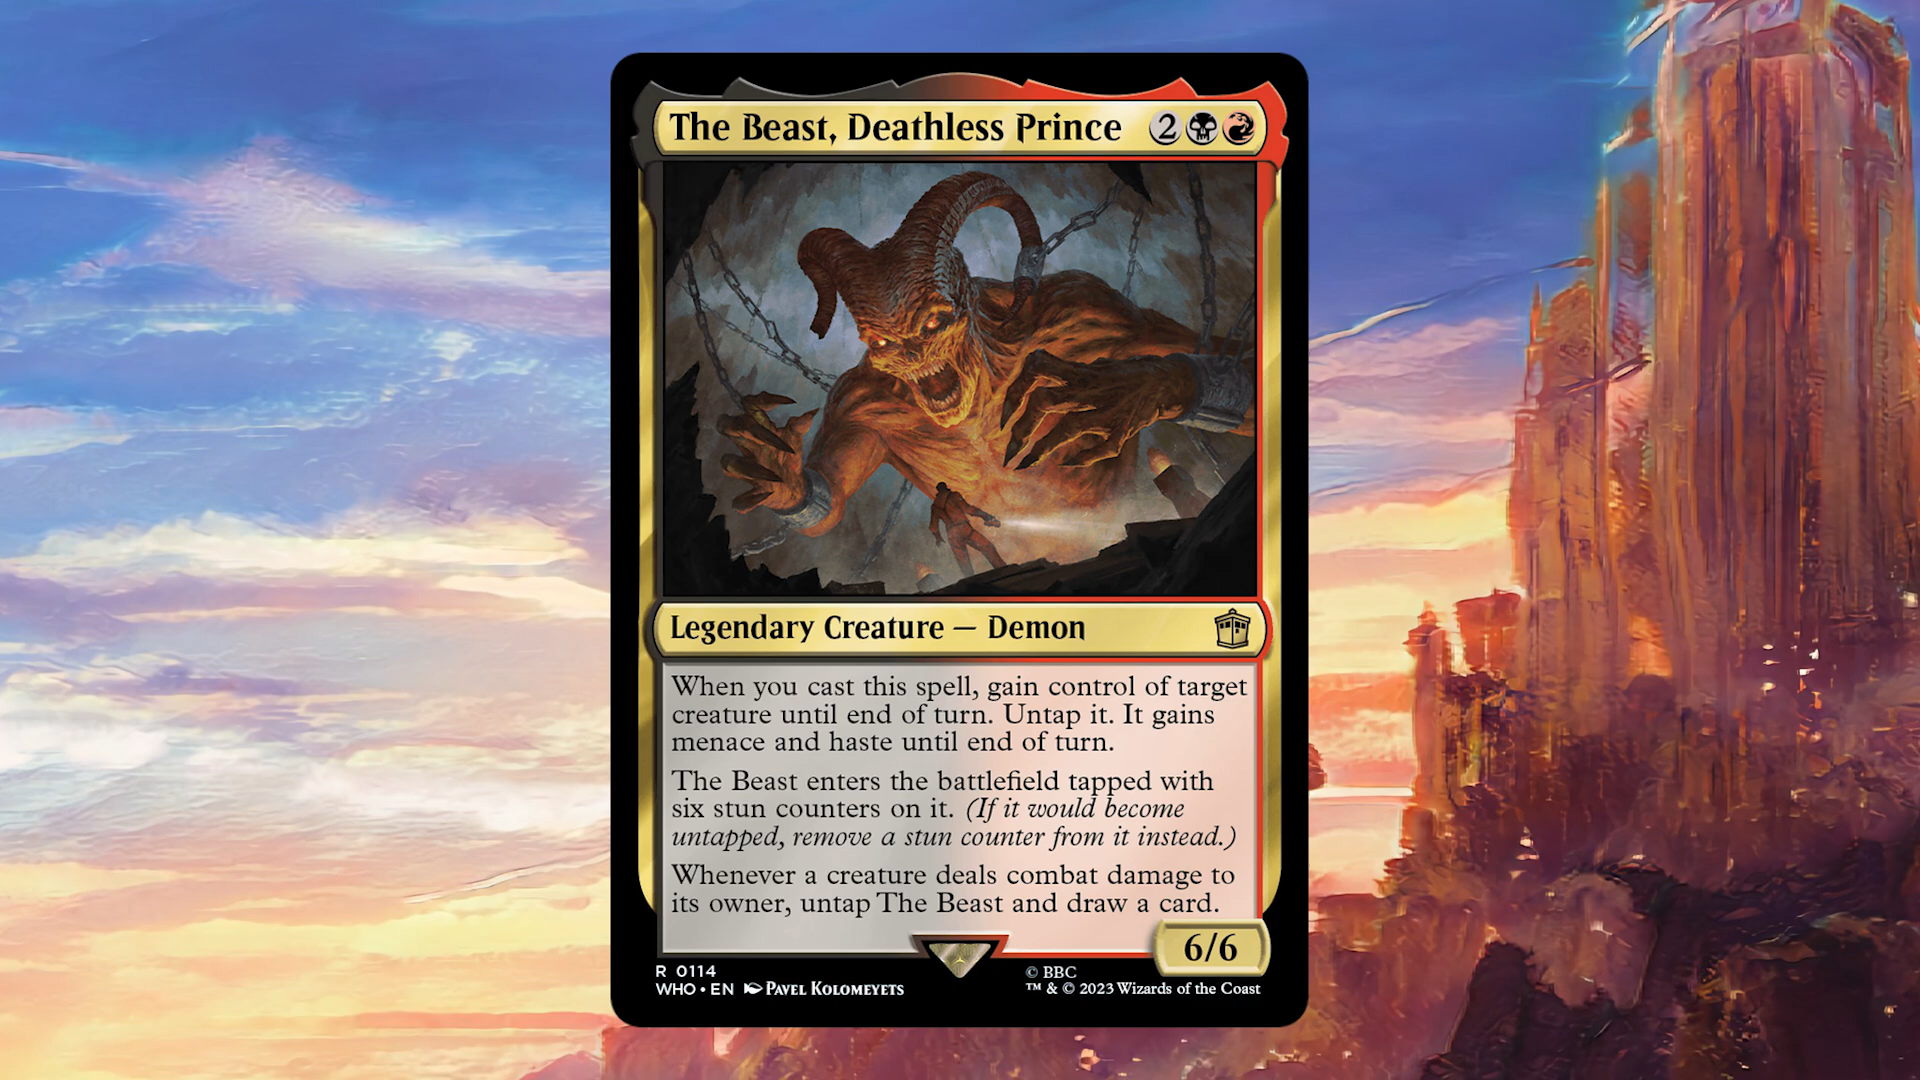 The Beast, Deathless Prince 2
Legendary Creature — Demon
When you cast this spell, gain control of target
creature until end of turn. Untap it. It gains
menace and haste until end of turn.
The Beast enters the battlefield tapped with
six stun counters on it. (If it would become
untapped, remove a stun counter from it instead.)
Whenever a creature deals combat damage to
its owner, untap The Beast and draw a card.
6/6
R 0114
WHO • EN PAVEL KOLOMEYETS
© BBC
™ & © 2023 Wizards of the Coast